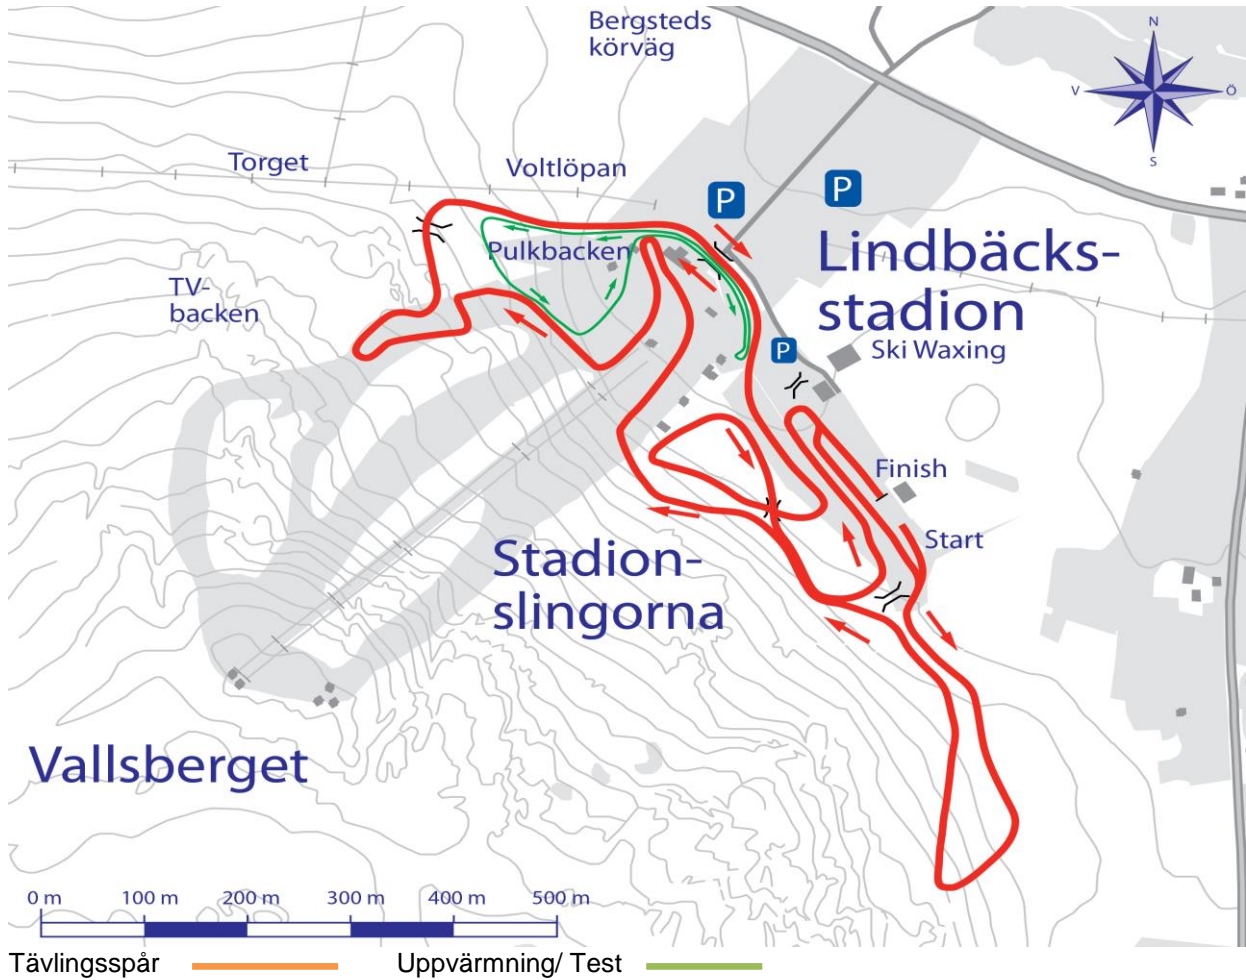 Bergsteds
körväg
N
V
Ö
S
Torget
Voltlöpan
P
P
Pulkbacken
Lindbäcks-
stadion
TV-
backen
P
Ski Waxing
Finish
Start
Stadion-
slingorna
Vallsberget
0 m 100 m 200 m 300 m 400 m 500 m
Tävlingsspår Uppvärmning/ Test